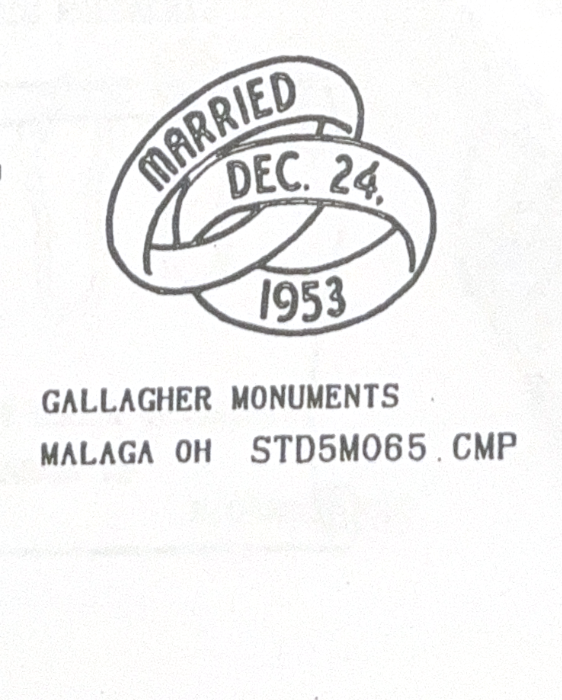 MARRIED
DEC. 24,
1953
GALLAGHER MONUMENTS
MALAGA OH STD5M065.CMP